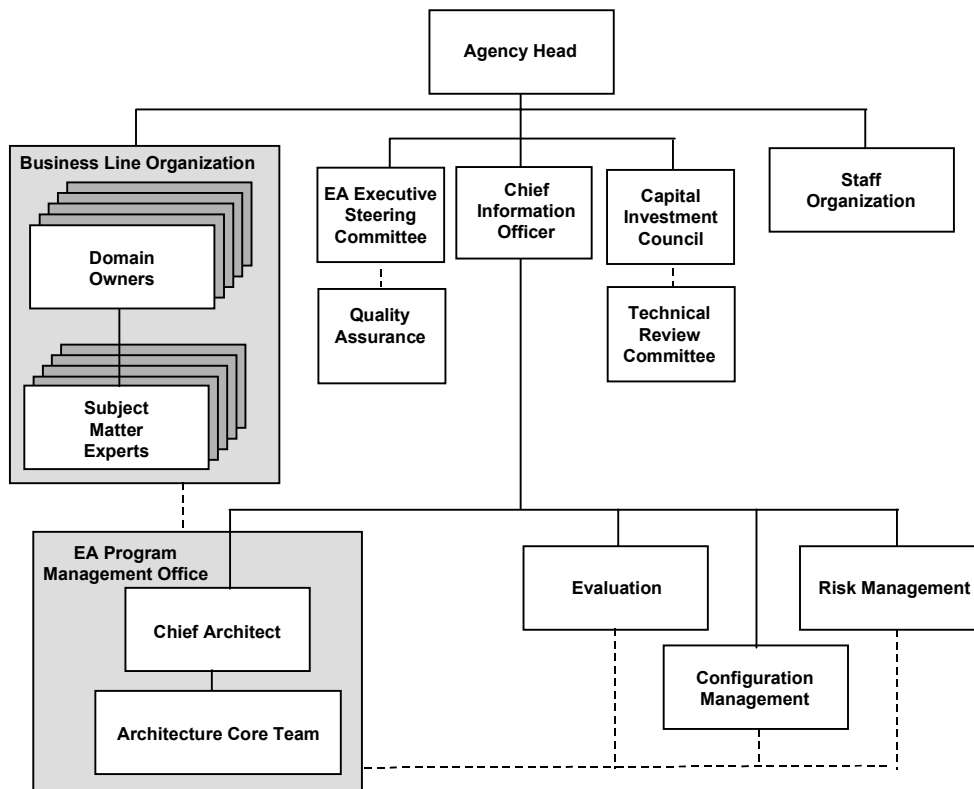 Agency Head
Business Line Organization
Domain
Owners
Subject
Matter
Experts
EA Executive
Steering
Committee
Quality
Assurance
Chief
Information
Officer
Capital
Investment
Council
Technical
Review
Committee
Staff
Organization
EA Program
Management Office
Chief Architect
Architecture Core Team
Evaluation
Configuration
Management
Risk Management